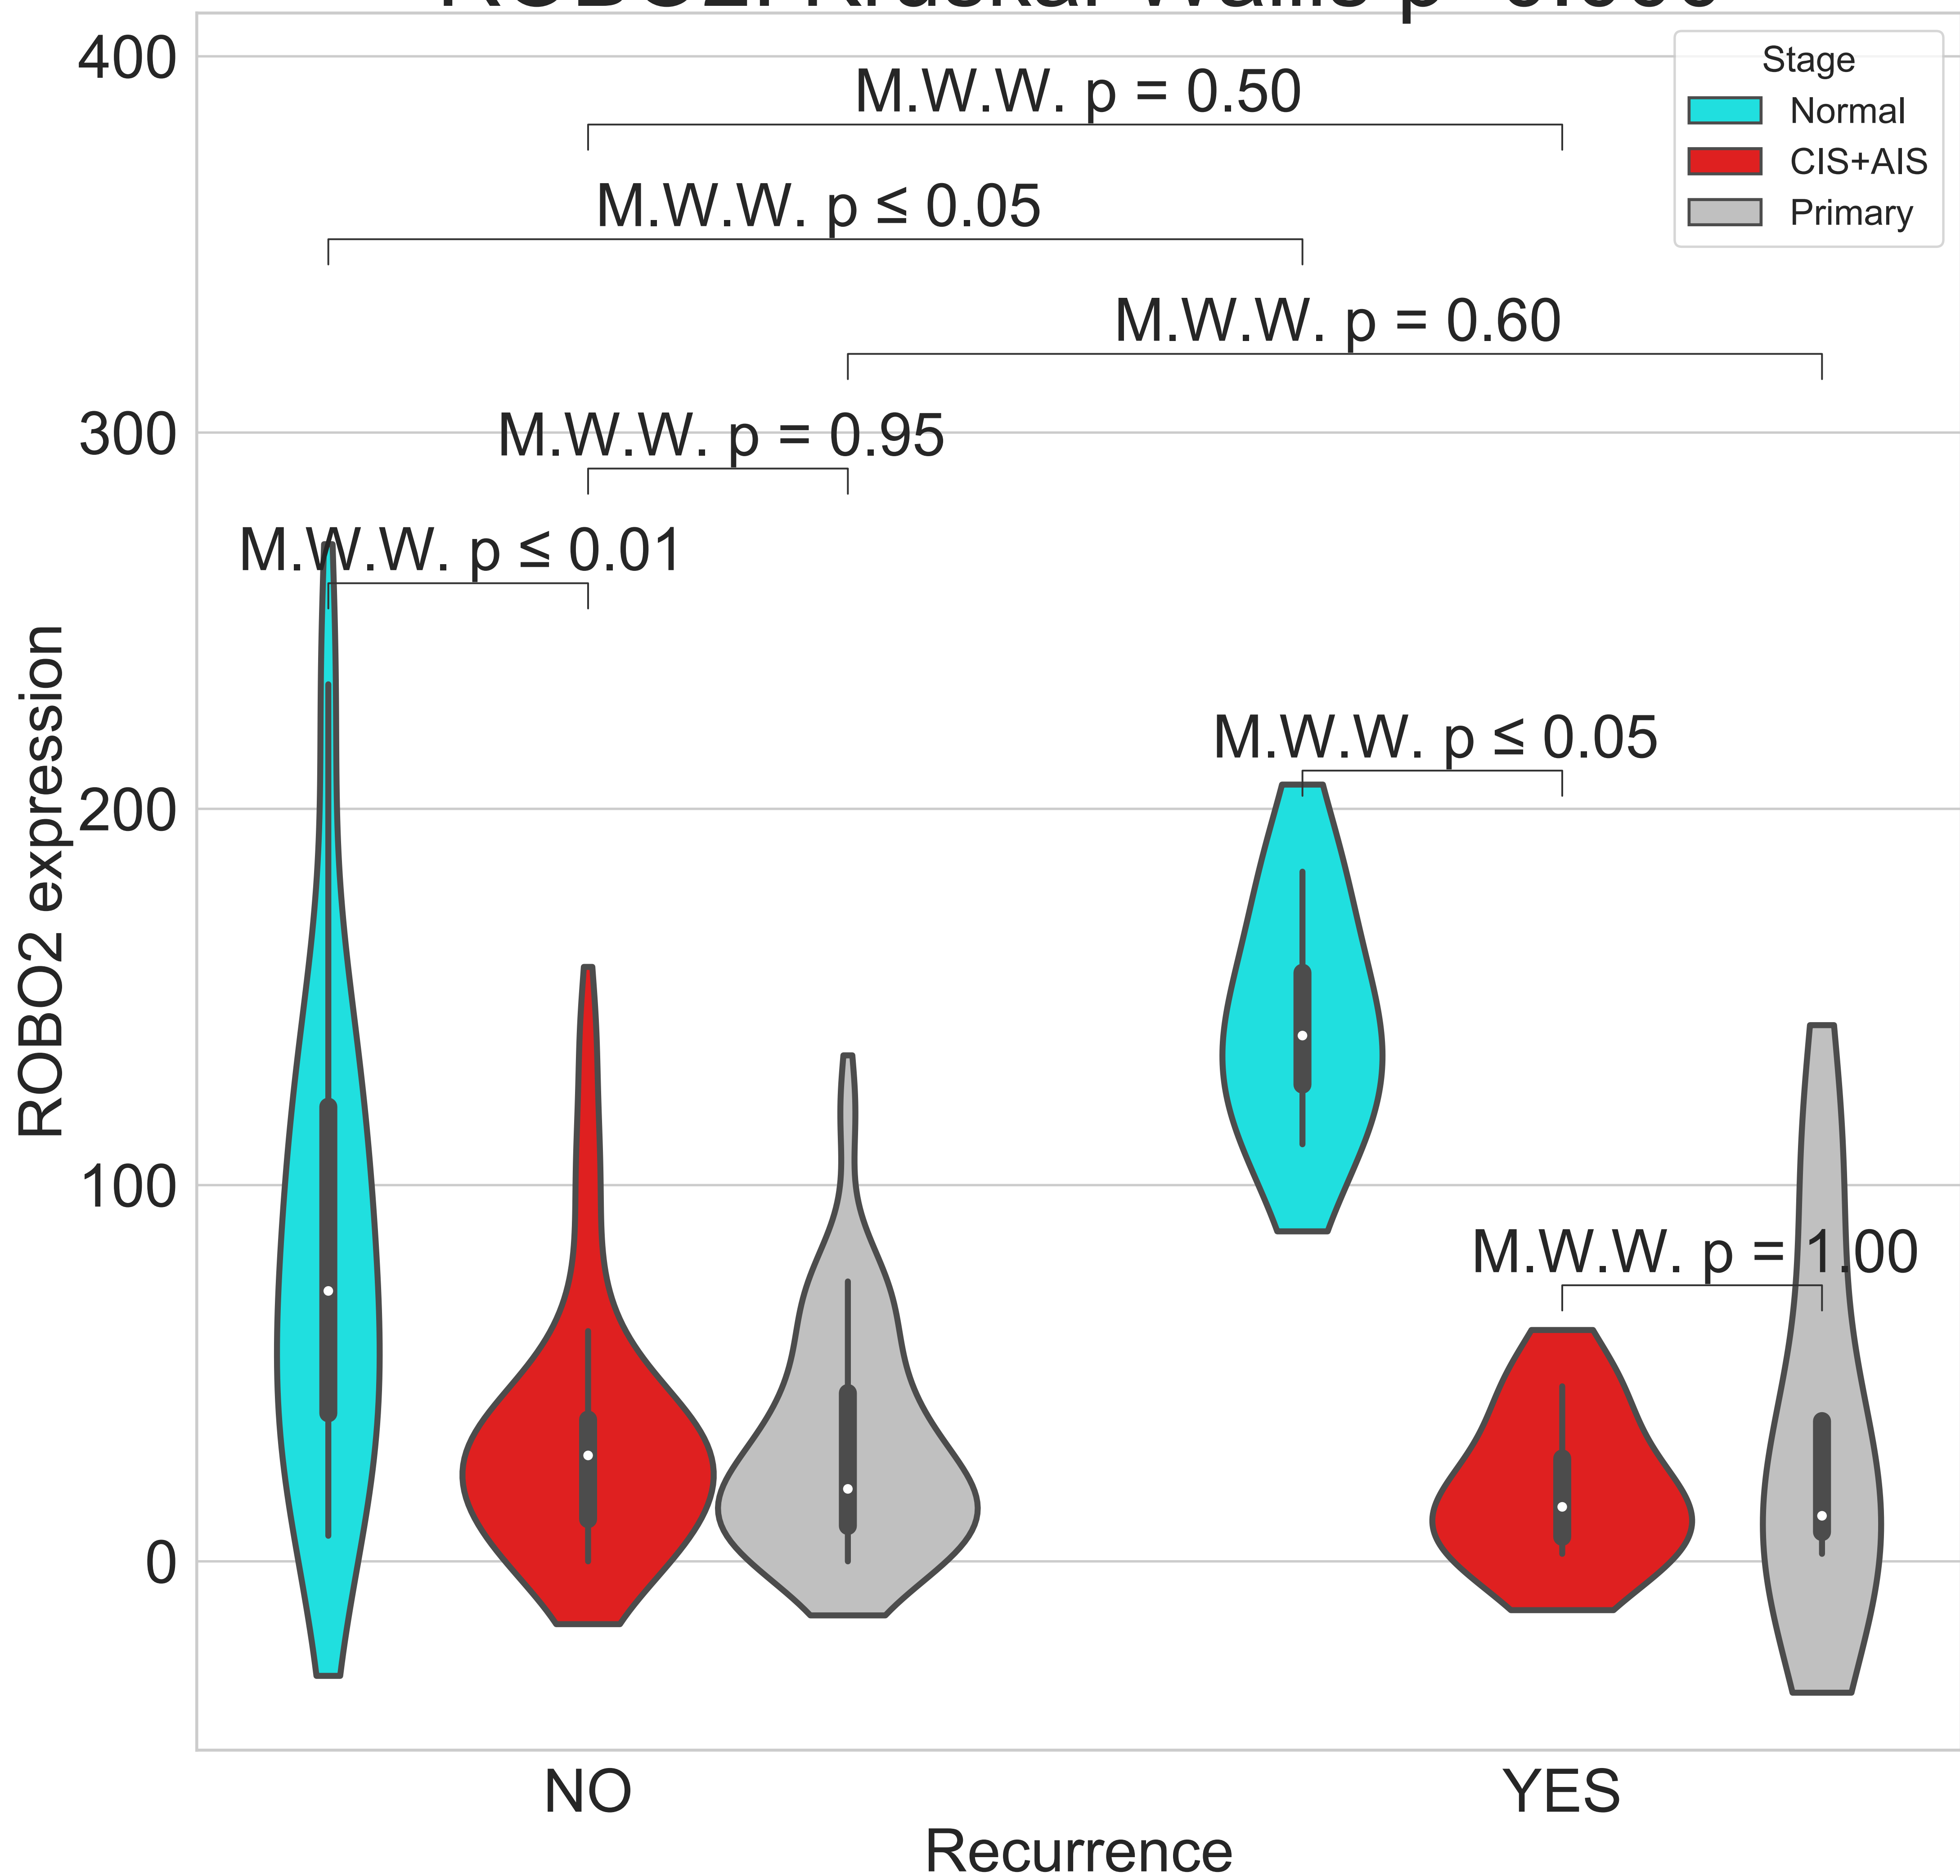 400
M.W.W. p = 0.50
Stage
Normal
CIS+AIS
Primary
M.W.W. p ≤ 0.05
M.W.W. p = 0.60
300
M.W.W. p = 0.95
M.W.W. p ≤ 0.01
ROBO2 expression
200
M.W.W. p ≤ 0.05
100
M.W.W. p = 1.00
0
NO
YES
Recurrence